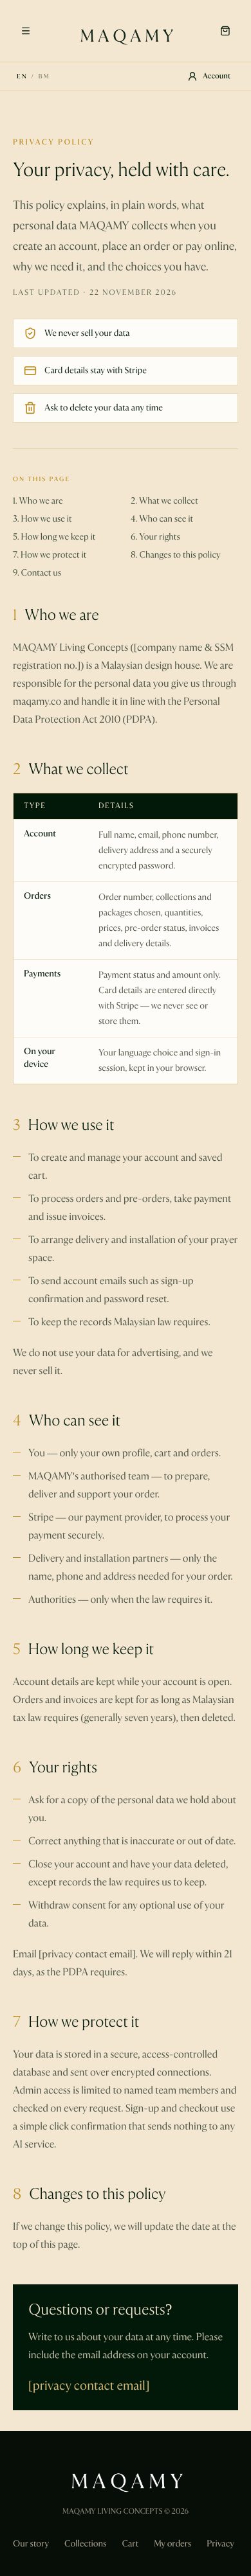 MAQAMY
EN / BM
Account
PRIVACY POLICY
Your privacy, held with care.
This policy explains, in plain words, what
personal data MAQAMY collects when you
create an account, place an order or pay online,
why we need it, and the choices you have.
LAST UPDATED · 22 NOVEMBER 2026
We never sell your data
Card details stay with Stripe
Ask to delete your data any time
ON THIS PAGE
1. Who we are
2. What we collect
3. How we use it
4. Who can see it
5. How long we keep it
6. Your rights
7. How we protect it
8. Changes to this policy
9. Contact us
1 Who we are
MAQAMY Living Concepts ([company name & SSM
registration no.]) is a Malaysian design house. We are
responsible for the personal data you give us through
maqamy.co and handle it in line with the Personal
Data Protection Act 2010 (PDPA).
2 What we collect
TYPE DETAILS
Account
Full name, email, phone number,
delivery address and a securely
encrypted password.
Orders
Order number, collections and
packages chosen, quantities,
prices, pre-order status, invoices
and delivery details.
Payments
Payment status and amount only.
Card details are entered directly
with Stripe — we never see or
store them.
On your
device
Your language choice and sign-in
session, kept in your browser.
3 How we use it
— To create and manage your account and saved
cart.
— To process orders and pre-orders, take payment
and issue invoices.
— To arrange delivery and installation of your prayer
space.
— To send account emails such as sign-up
confirmation and password reset.
— To keep the records Malaysian law requires.
We do not use your data for advertising, and we
never sell it.
4 Who can see it
— You — only your own profile, cart and orders.
— MAQAMY's authorised team — to prepare,
deliver and support your order.
— Stripe — our payment provider, to process your
payment securely.
— Delivery and installation partners — only the
name, phone and address needed for your order.
— Authorities — only when the law requires it.
5 How long we keep it
Account details are kept while your account is open.
Orders and invoices are kept for as long as Malaysian
tax law requires (generally seven years), then deleted.
6 Your rights
— Ask for a copy of the personal data we hold about
you.
— Correct anything that is inaccurate or out of date.
— Close your account and have your data deleted,
except records the law requires us to keep.
— Withdraw consent for any optional use of your
data.
Email [privacy contact email]. We will reply within 21
days, as the PDPA requires.
7 How we protect it
Your data is stored in a secure, access-controlled
database and sent over encrypted connections.
Admin access is limited to named team members and
checked on every request. Sign-up and checkout use
a simple click confirmation that sends nothing to any
AI service.
8 Changes to this policy
If we change this policy, we will update the date at the
top of this page.
Questions or requests?
Write to us about your data at any time. Please
include the email address on your account.
[privacy contact email]
MAQAMY
MAQAMY LIVING CONCEPTS © 2026
Our story Collections Cart My orders Privacy